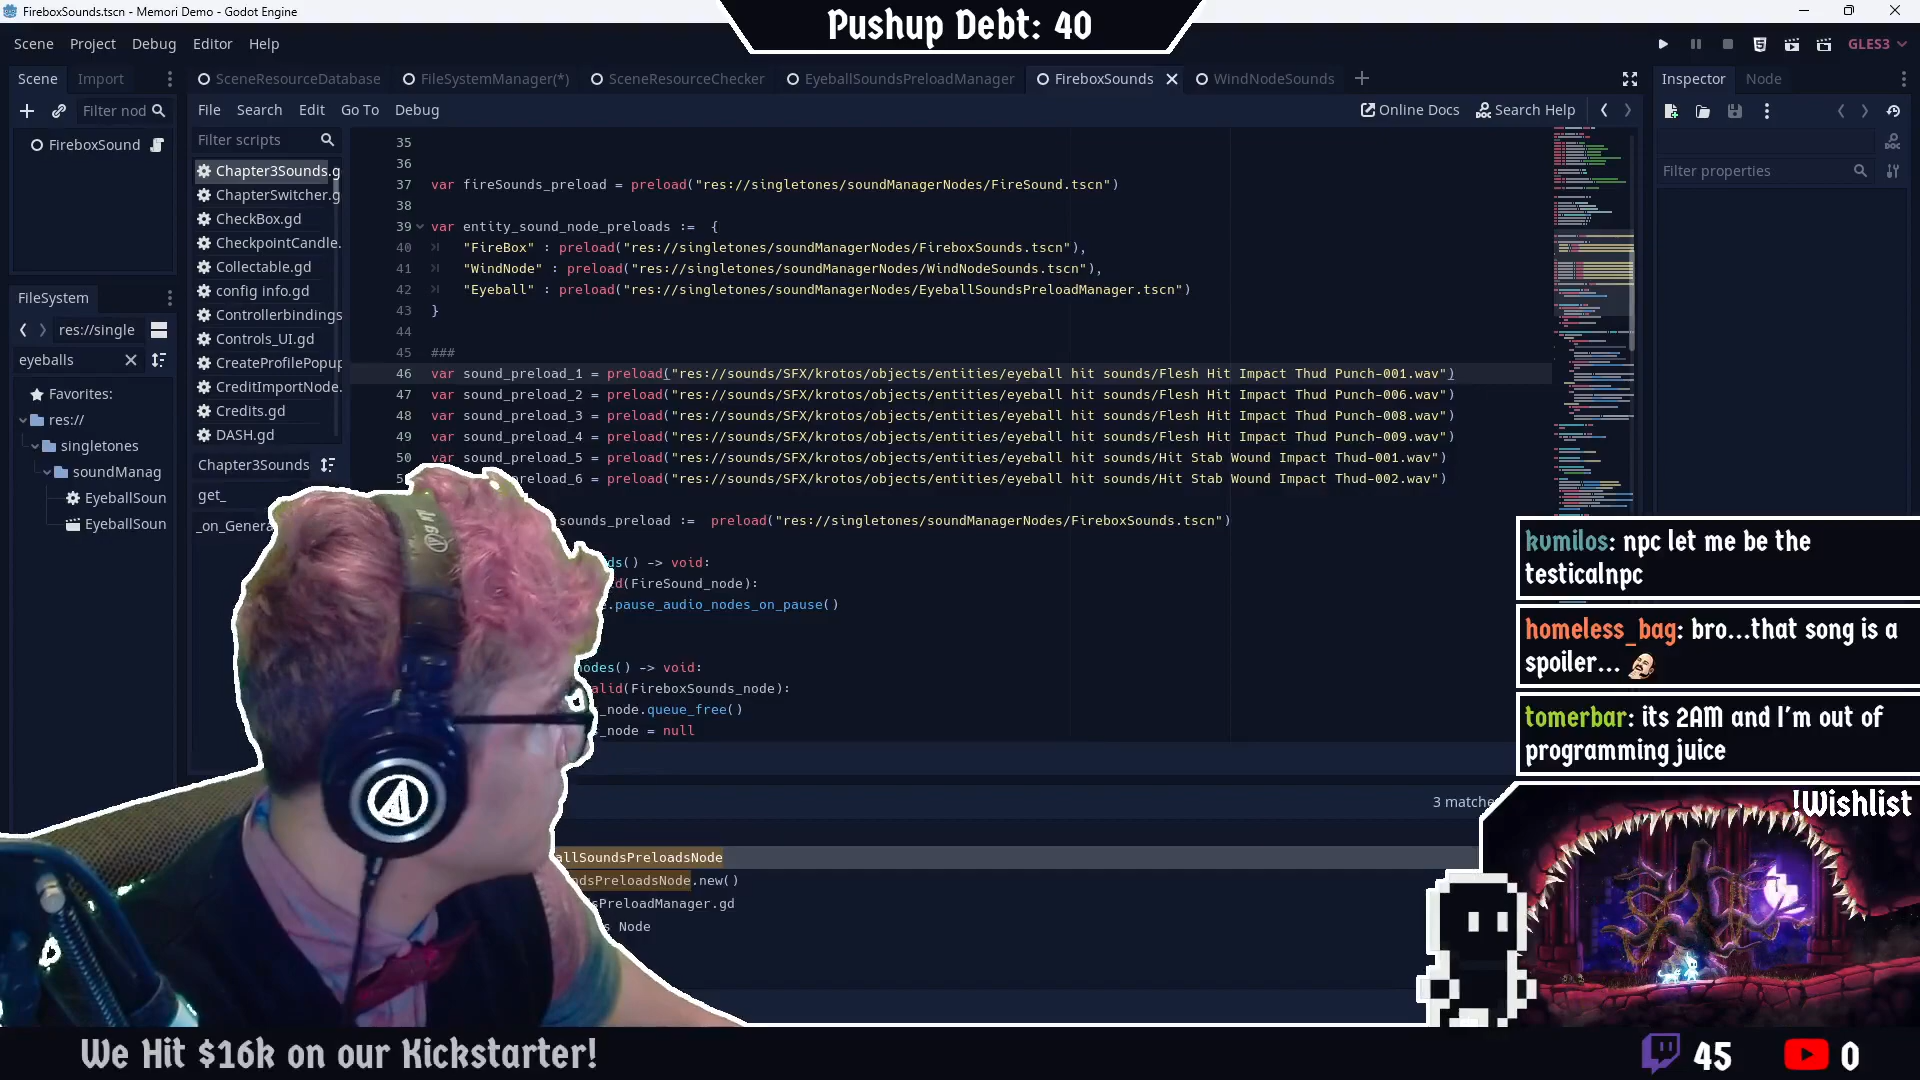 FireboxSounds.tscn - Memori Demo - Godot Engine
Pushup Debt: 40
Scene Project Debug Editor Help
GLES3
Scene Import
SceneResourceDatabase
FileSystemManager(*)
SceneResourceChecker
EyeballSoundsPreloadManager
FireboxSounds
WindNodeSounds
Inspector Node
Filter nod
File Search Edit Go To Debug
Online Docs
Search Help
FireboxSound
Filter scripts
Filter properties
Chapter3Sounds.g
ChapterSwitcher.g
CheckBox.gd
CheckpointCandle.
Collectable.gd
config info.gd
Controllerbindings
Controls_UI.gd
CreateProfilePopup
CreditImportNode.
Credits.gd
DASH.gd
Chapter3Sounds
get_
_on_Genera
FileSystem
res://single
eyeballs
Favorites:
res://
singletones
soundManag
EyeballSoun
EyeballSoun
35
36
37 var fireSounds_preload = preload("res://singletones/soundManagerNodes/FireSound.tscn")
38
39 var entity_sound_node_preloads := {
40 "FireBox" : preload("res://singletones/soundManagerNodes/FireboxSounds.tscn"),
41 "WindNode" : preload("res://singletones/soundManagerNodes/WindNodeSounds.tscn"),
42 "Eyeball" : preload("res://singletones/soundManagerNodes/EyeballSoundsPreloadManager.tscn")
43 }
44
45 ###
46 var sound_preload_1 = preload("res://sounds/SFX/krotos/objects/entities/eyeball hit sounds/Flesh Hit Impact Thud Punch-001.wav")
47 var sound_preload_2 = preload("res://sounds/SFX/krotos/objects/entities/eyeball hit sounds/Flesh Hit Impact Thud Punch-006.wav")
48 var sound_preload_3 = preload("res://sounds/SFX/krotos/objects/entities/eyeball hit sounds/Flesh Hit Impact Thud Punch-008.wav")
49 var sound_preload_4 = preload("res://sounds/SFX/krotos/objects/entities/eyeball hit sounds/Flesh Hit Impact Thud Punch-009.wav")
50 var sound_preload_5 = preload("res://sounds/SFX/krotos/objects/entities/eyeball hit sounds/Hit Stab Wound Impact Thud-001.wav")
_preload_6 = preload("res://sounds/SFX/krotos/objects/entities/eyeball hit sounds/Hit Stab Wound Impact Thud-002.wav")
sounds_preload := preload("res://singletones/soundManagerNodes/FireboxSounds.tscn")
ds() -> void:
d(FireSound_node):
.pause_audio_nodes_on_pause()
nodes() -> void:
alid(FireboxSounds_node):
_node.queue_free()
s_node = null
3 matche
allSoundsPreloadsNode
ndsPreloadsNode.new()
sPreloadManager.gd
s Node
kvmilos: npc let me be the
testicalnpc
homeless_bag: bro...that song is a
spoiler...
tomerbar: its 2AM and I'm out of
programming juice
!Wishlist
We Hit $16k on our Kickstarter!
45
0